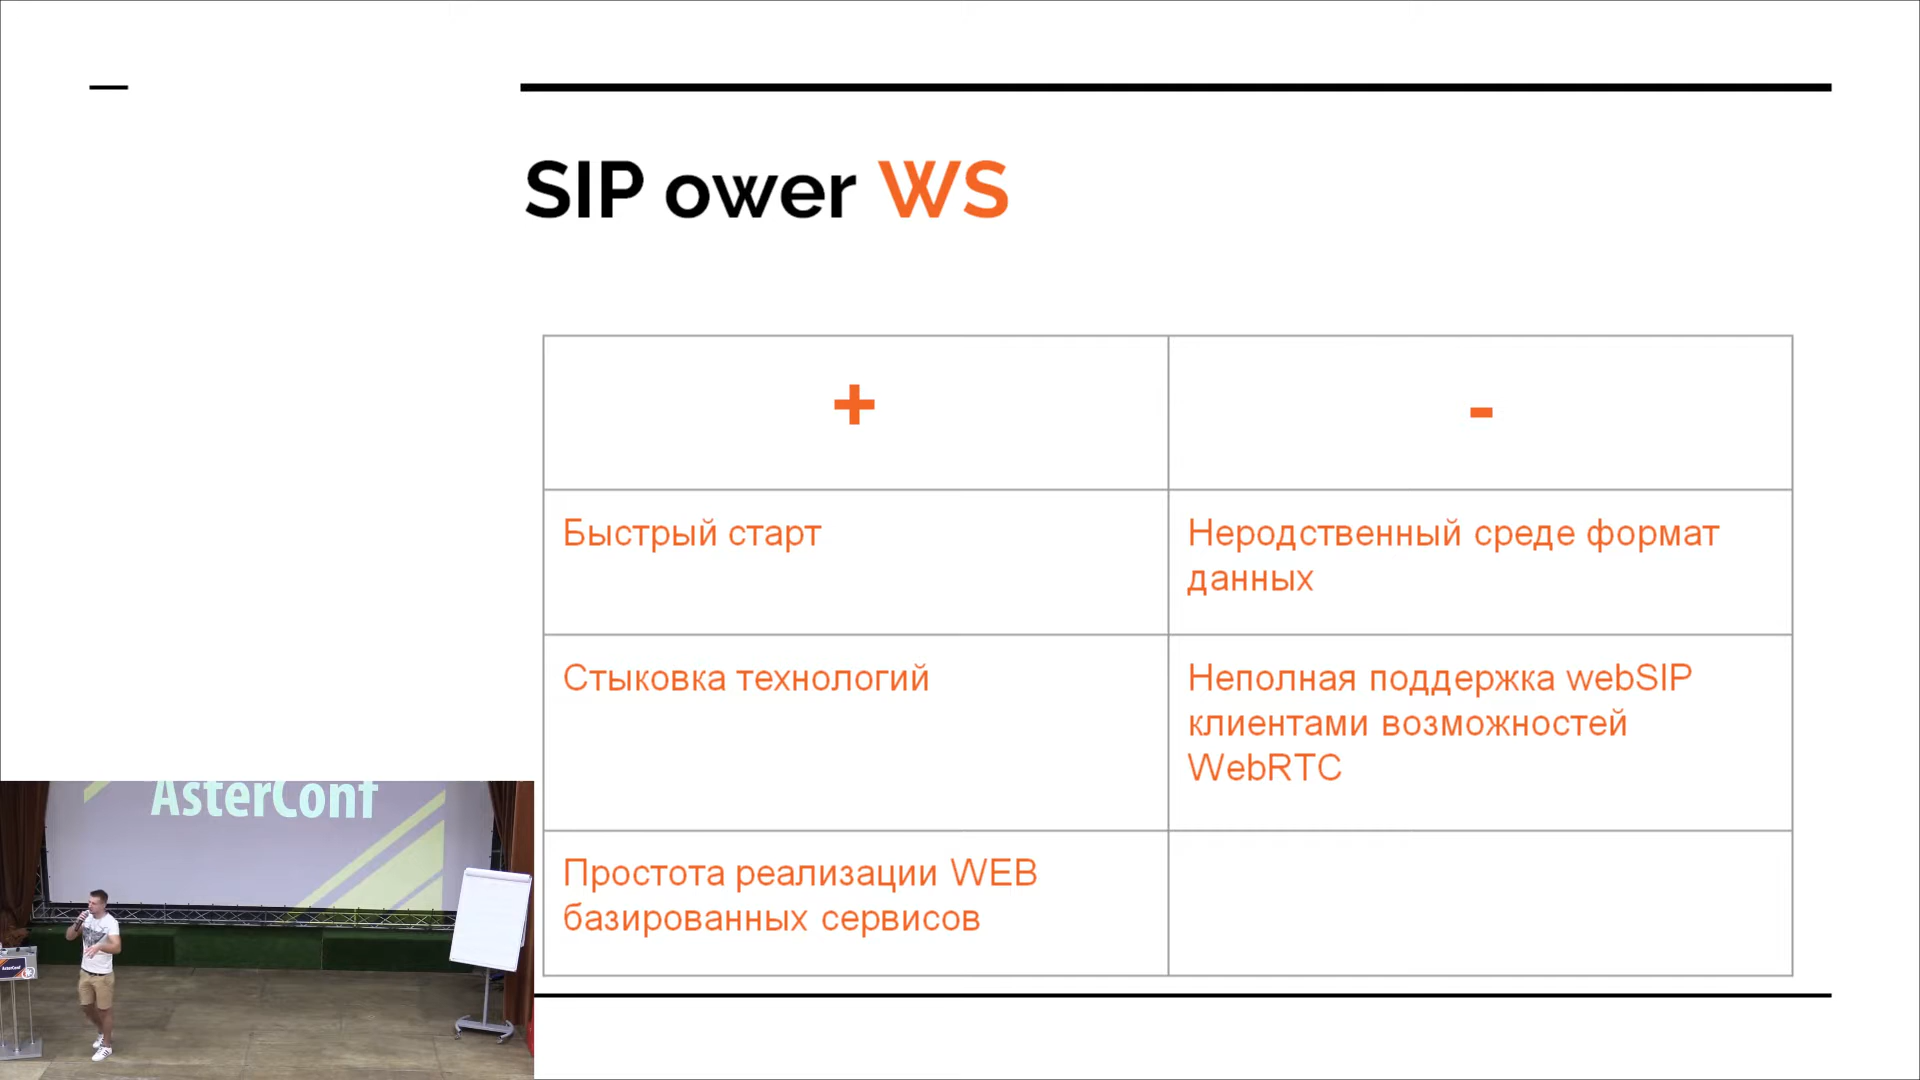 SIP ower WS
+
-
Быстрый старт
Неродственный среде формат
данных
Стыковка технологий
Неполная поддержка webSIP
клиентами возможностей
WebRTC
Простота реализации WEB
базированных сервисов
AsterConf
AsterConf